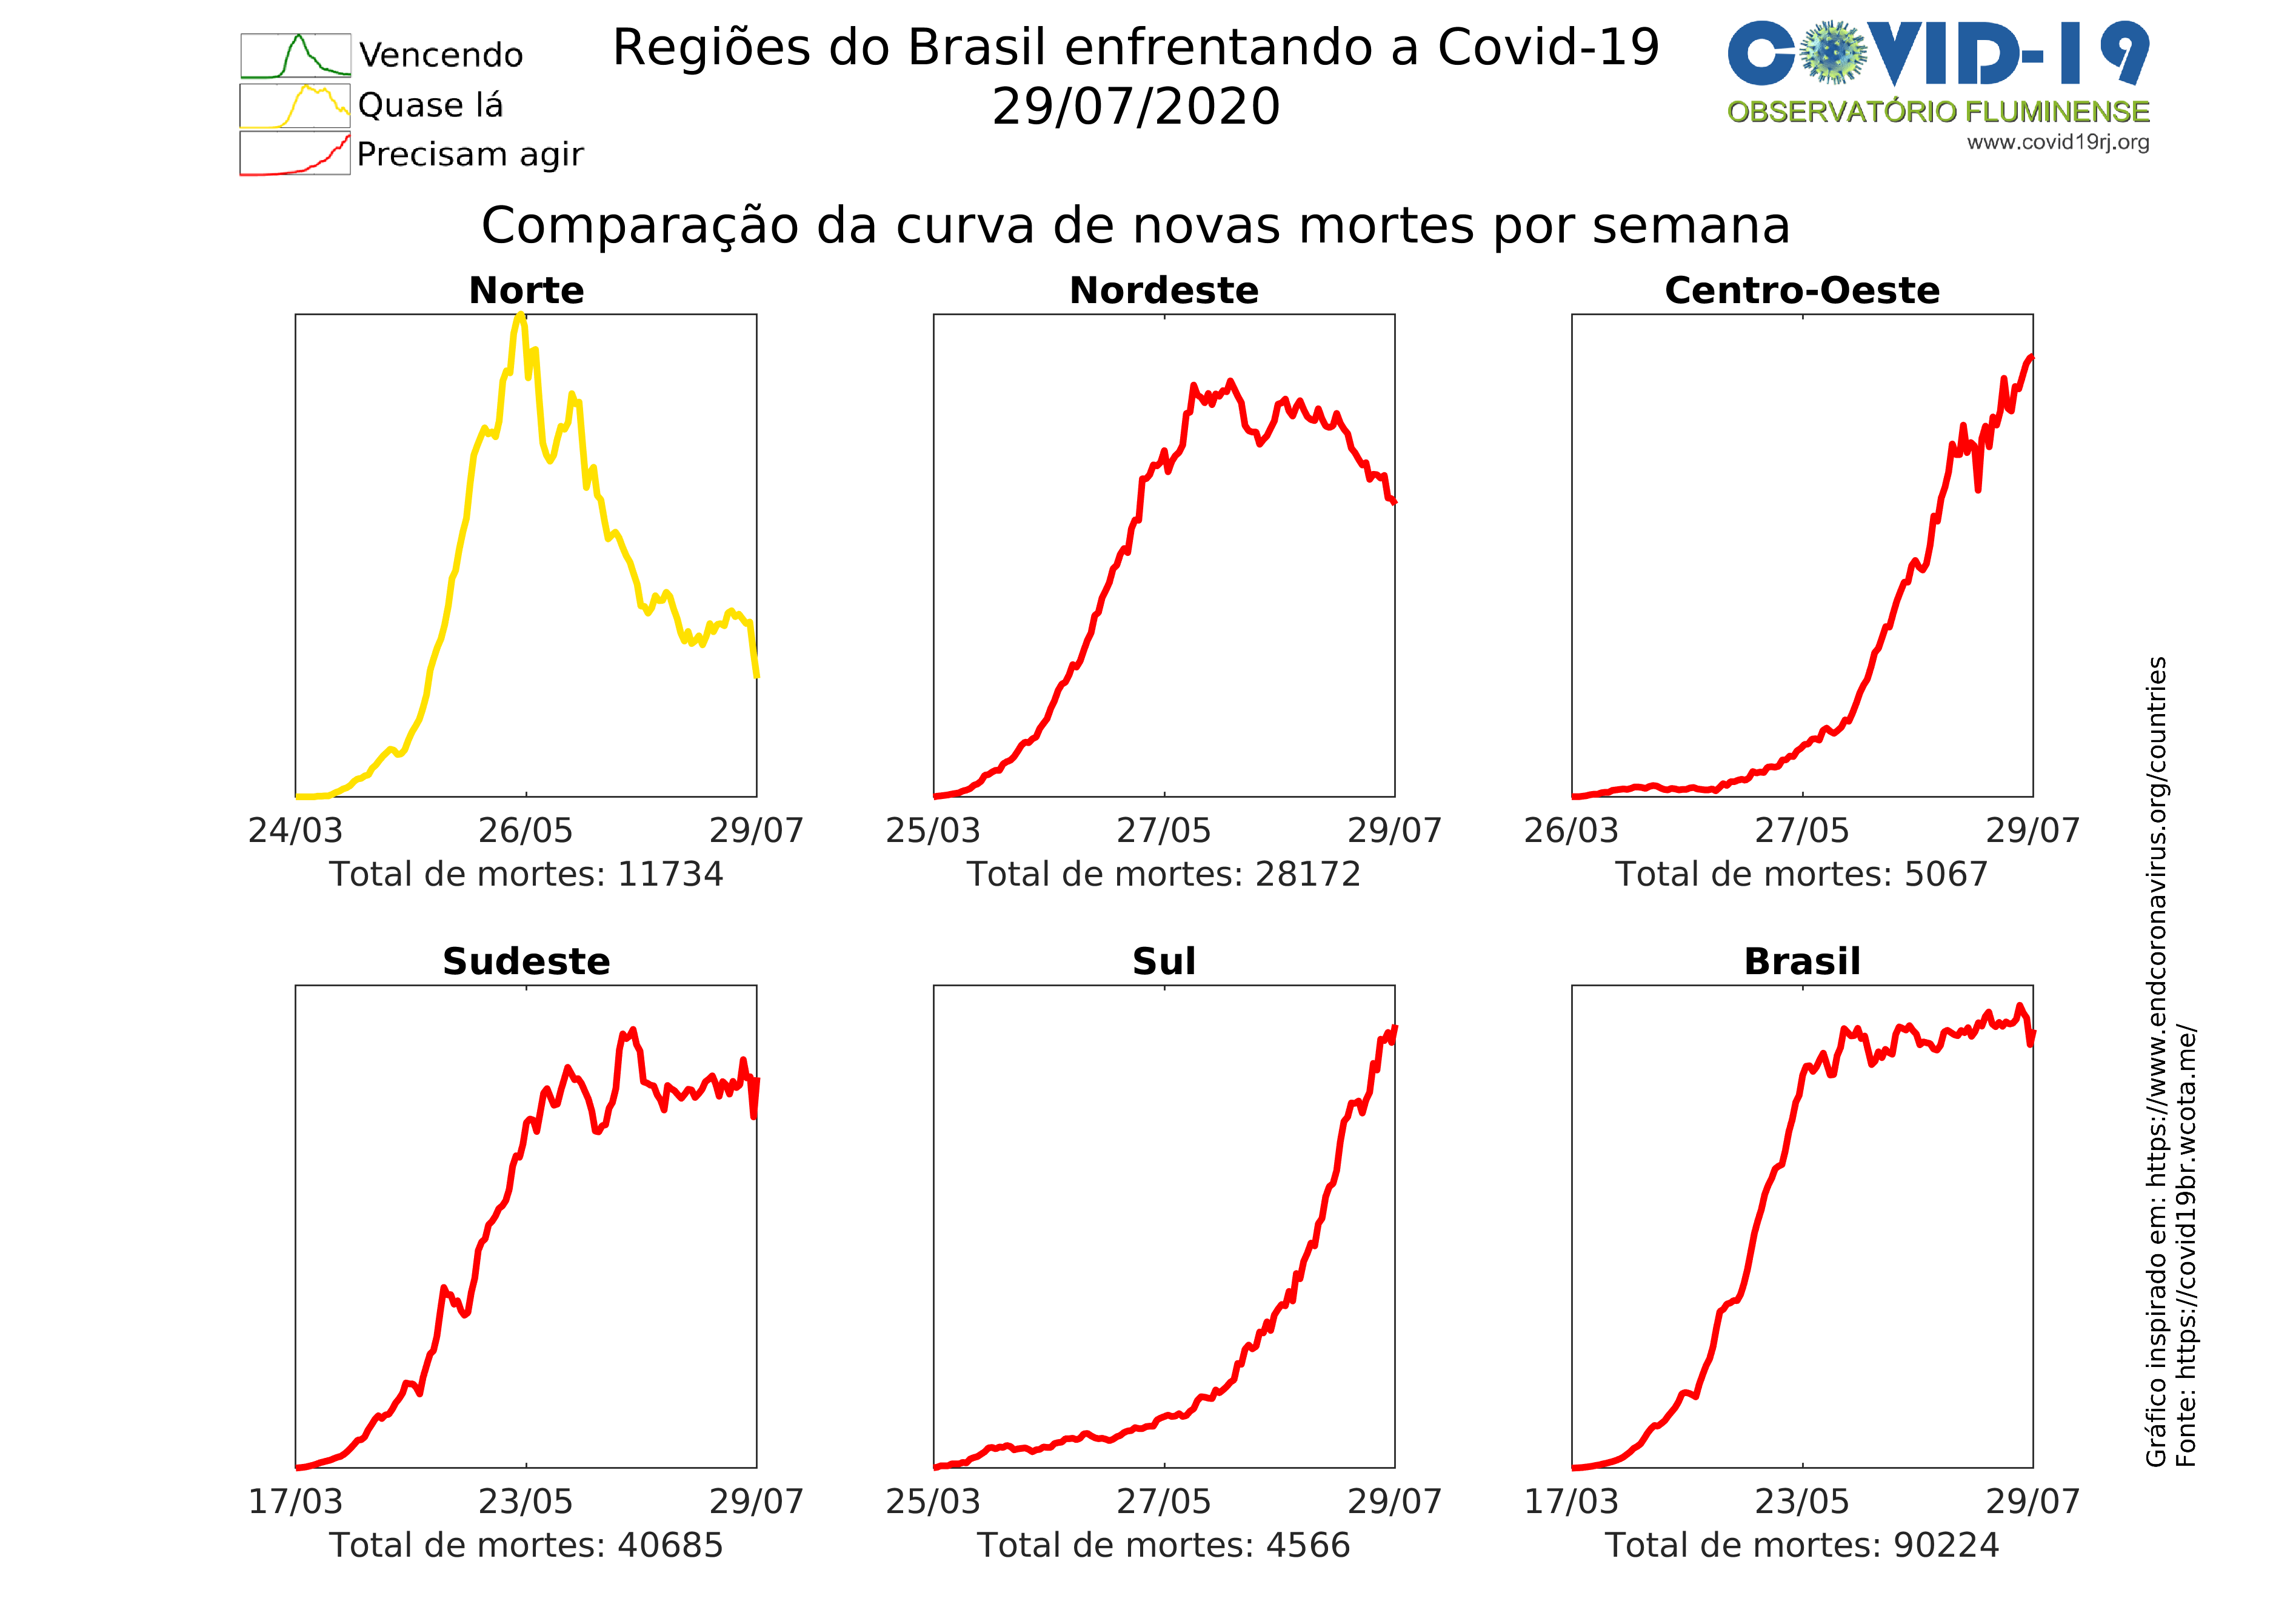 Vencendo
Quase lá
Precisam agir
Regiões do Brasil enfrentando a Covid-19
29/07/2020
COVID-19
OBSERVATÓRIO FLUMINENSE
www.covid19rj.org
Comparação da curva de novas mortes por semana
Norte
24/03 26/05 29/07
Total de mortes: 11734
Nordeste
25/03 27/05 29/07
Total de mortes: 28172
Centro-Oeste
26/03 27/05 29/07
Total de mortes: 5067
Sudeste
17/03 23/05 29/07
Total de mortes: 40685
Sul
25/03 27/05 29/07
Total de mortes: 4566
Brasil
17/03 23/05 29/07
Total de mortes: 90224
Gráfico inspirado em: https://www.endcoronavirus.org/countries
Fonte: https://covid19br.wcota.me/